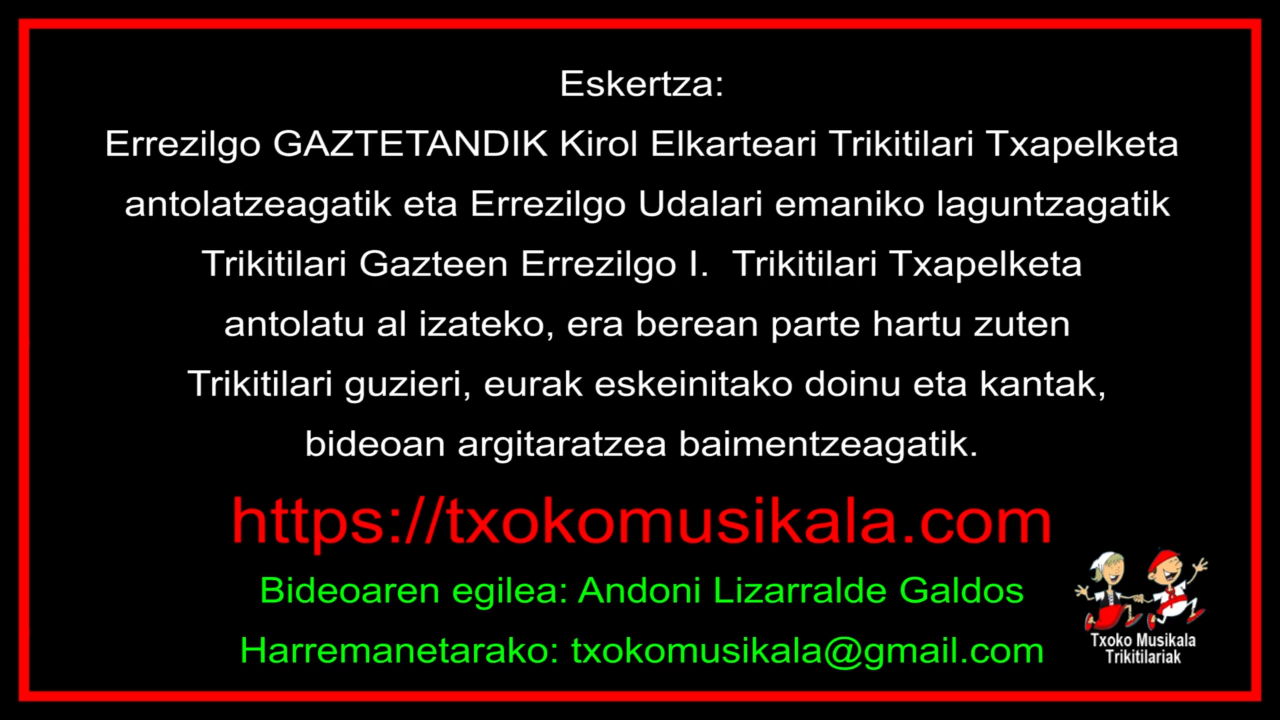 Eskertza:
Errezilgo GAZTETANDIK Kirol Elkarteari Trikitilari Txapelketa
antolatzeagatik eta Errezilgo Udalari emaniko laguntzagatik
Trikitilari Gazteen Errezilgo I.  Trikitilari Txapelketa
antolatu al izateko, era berean parte hartu zuten
Trikitilari guzieri, eurak eskeinitako doinu eta kantak,
bideoan argitaratzea baimentzeagatik.
https://txokomusikala.com
Bideoaren egilea: Andoni Lizarralde Galdos
Harremanetarako: txokomusikala@gmail.com
Txoko Musikala
Trikitilariak